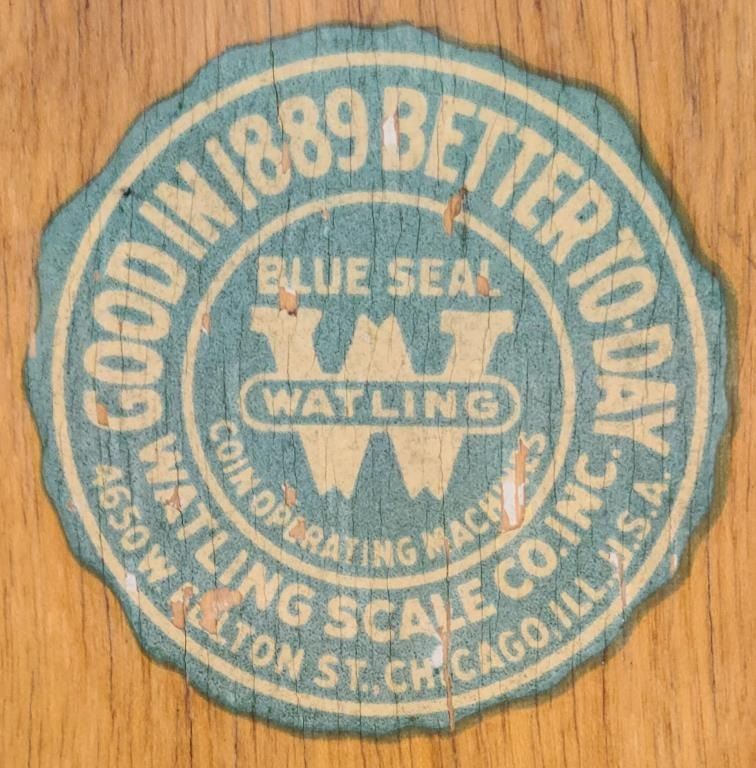 GOOD IN 1889 BETTER TO-DAY.
BLUE SEAL
W
WATLING
COIN OPERATING MACHINES
WATLING SCALE CO. INC.
4650 W. FULTON ST., CHICAGO, ILL., U.S.A.